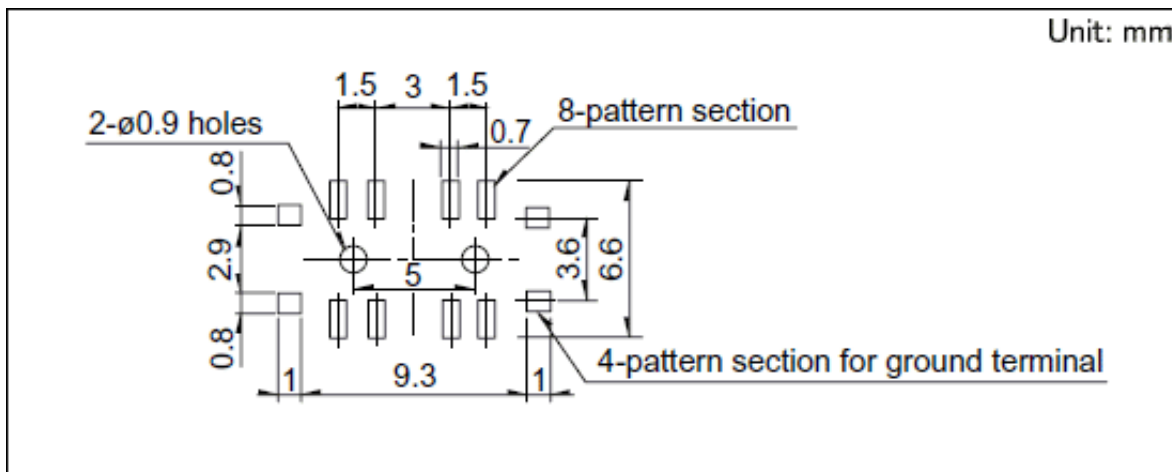 Unit: mm
1.5 3 1.5
2-ø0.9 holes
8-pattern section
0.7
0.8
2.9
0.8
5
3.6
6.6
4-pattern section for ground terminal
1 9.3 1